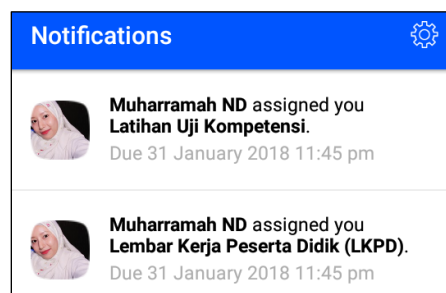 Notifications
Muharramah ND assigned you
Latihan Uji Kompetensi.
Due 31 January 2018 11:45 pm
Muharramah ND assigned you
Lembar Kerja Peserta Didik (LKPD).
Due 31 January 2018 11:45 pm